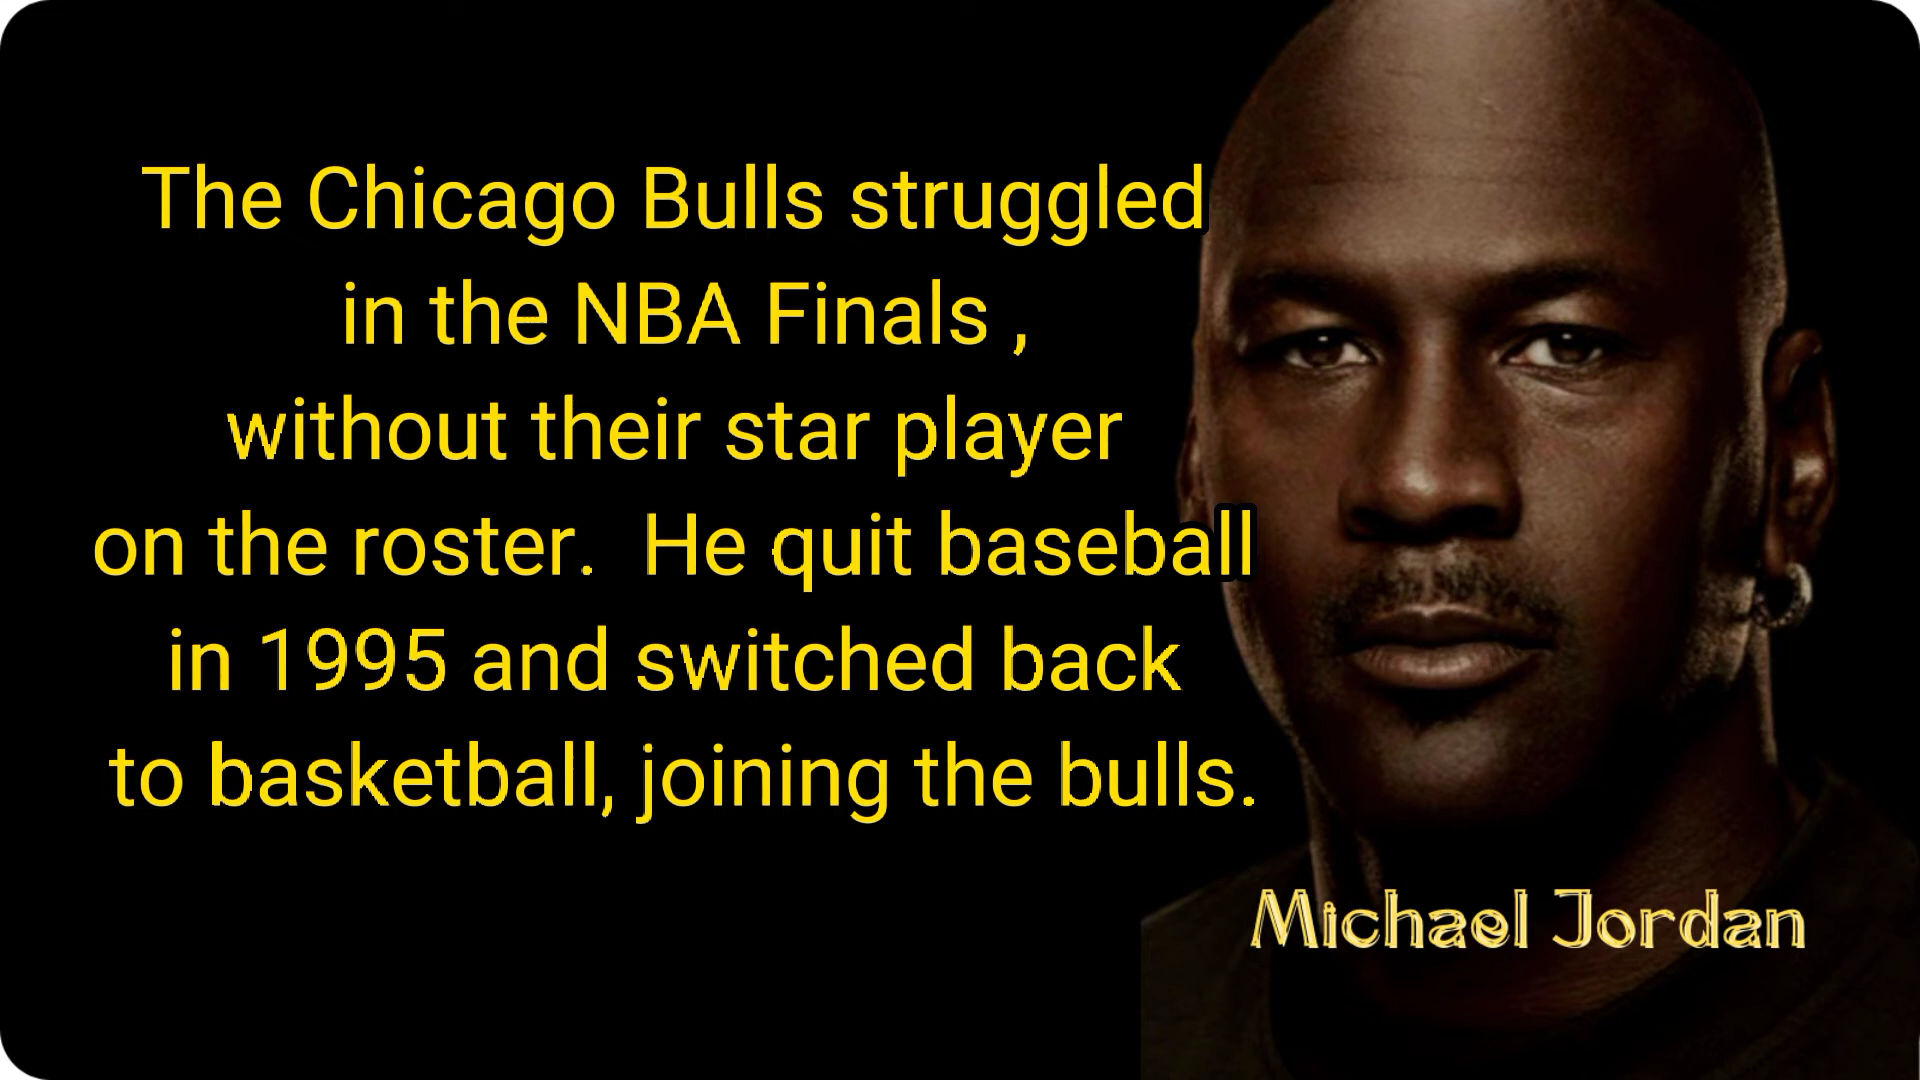 The Chicago Bulls struggled
in the NBA Finals ,
without their star player
on the roster.  He quit baseball
in 1995 and switched back
to basketball, joining the bulls.
Michael Jordan